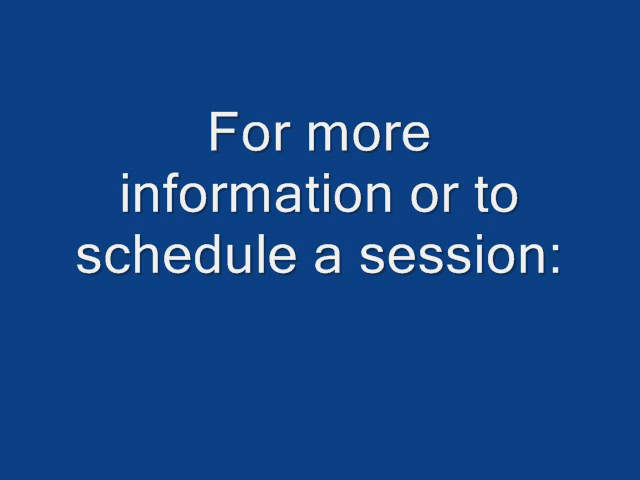 For more
information or to
schedule a session: